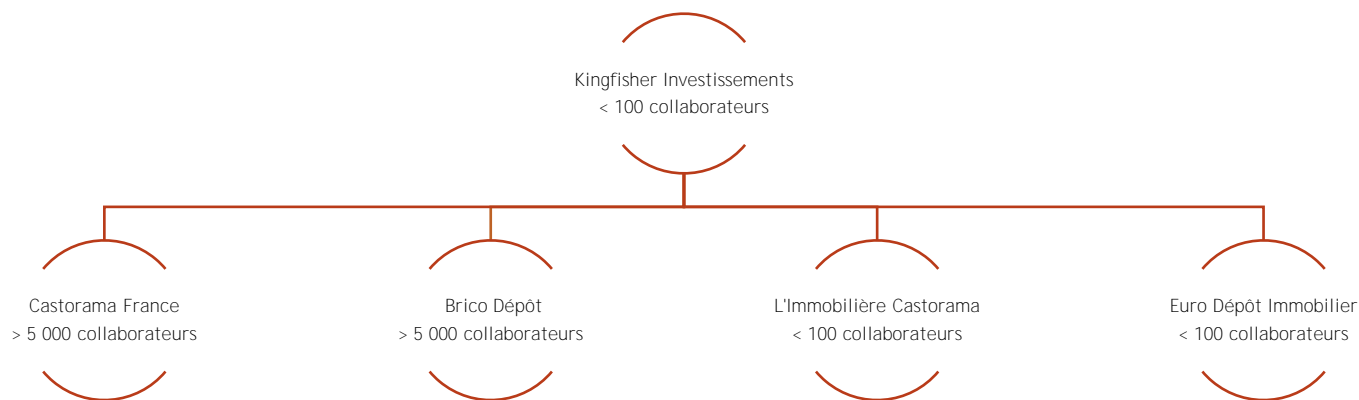 Kingfisher Investissements
< 100 collaborateurs
Castorama France
> 5 000 collaborateurs
Brico Dépôt
> 5 000 collaborateurs
L'Immobilière Castorama
< 100 collaborateurs
Euro Dépôt Immobilier
< 100 collaborateurs